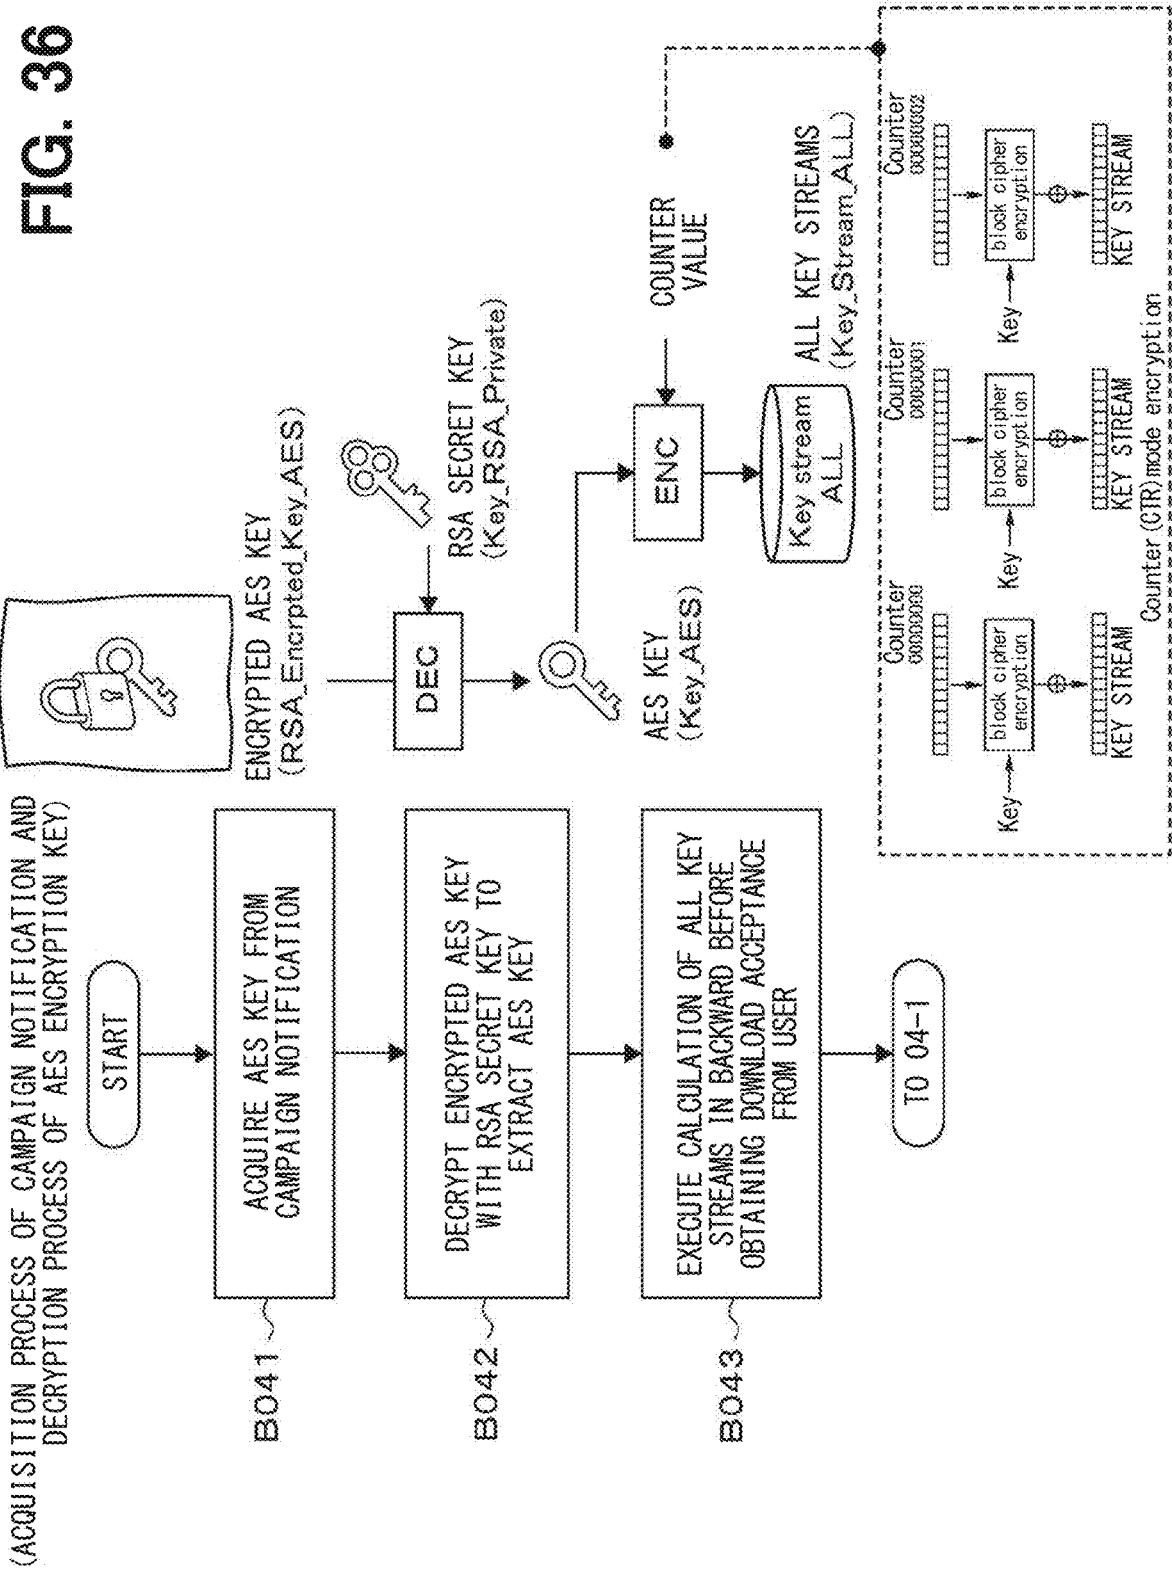 FIG. 36
(ACQUISITION PROCESS OF CAMPAIGN NOTIFICATION AND
DECRYPTION PROCESS OF AES ENCRYPTION KEY)
START
B041
ACQUIRE AES KEY FROM
CAMPAIGN NOTIFICATION
B042
DECRYPT ENCRYPTED AES KEY
WITH RSA SECRET KEY TO
EXTRACT AES KEY
B043
EXECUTE CALCULATION OF ALL KEY
STREAMS IN BACKWARD BEFORE
OBTAINING DOWNLOAD ACCEPTANCE
FROM USER
TO 04-1
ENCRYPTED AES KEY
(RSA_Encrpted_Key_AES)
DEC
RSA SECRET KEY
(Key_RSA_Private)
AES KEY
(Key_AES)
ENC
COUNTER
VALUE
Key stream
ALL
ALL KEY STREAMS
(Key_Stream_ALL)
Counter
00000000
Key
block cipher
encryption
KEY STREAM
Counter
00000001
Key
block cipher
encryption
KEY STREAM
Counter
00000002
Key
block cipher
encryption
KEY STREAM
Counter (CTR) mode encryption